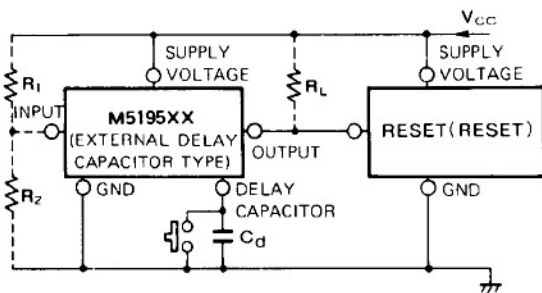 VCC
SUPPLY
VOLTAGE
SUPPLY
VOLTAGE
R1
RL
INPUT
M5195XX
(EXTERNAL DELAY
CAPACITOR TYPE)
OUTPUT
RESET(RESET)
R2
GND
DELAY
CAPACITOR
GND
Cd